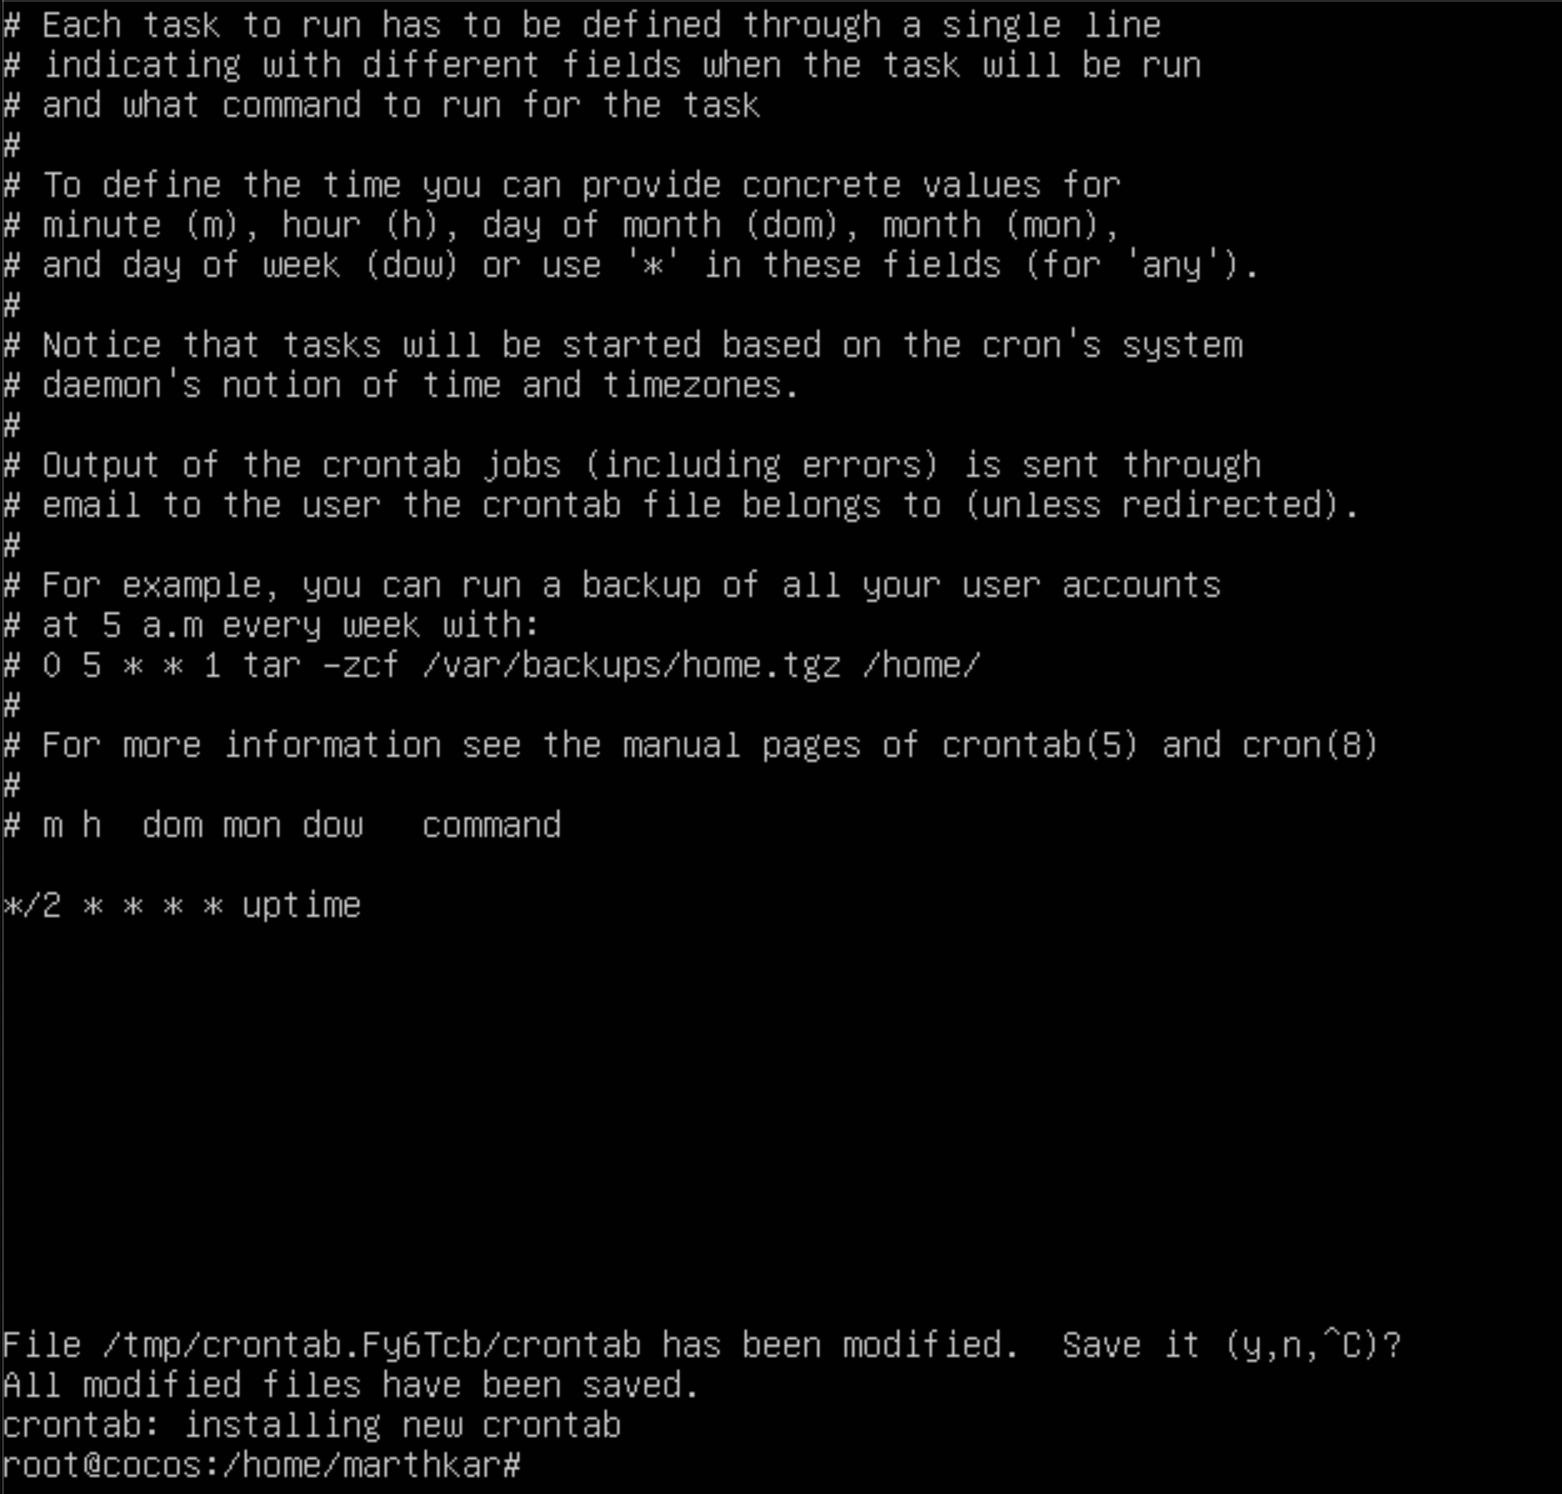 # Each task to run has to be defined through a single line
# indicating with different fields when the task will be run
# and what command to run for the task
#
# To define the time you can provide concrete values for
# minute (m), hour (h), day of month (dom), month (mon),
# and day of week (dow) or use '*' in these fields (for 'any').
#
# Notice that tasks will be started based on the cron's system
# daemon's notion of time and timezones.
#
# Output of the crontab jobs (including errors) is sent through
# email to the user the crontab file belongs to (unless redirected).
#
# For example, you can run a backup of all your user accounts
# at 5 a.m every week with:
# 0 5 * * 1 tar -zcf /var/backups/home.tgz /home/
#
# For more information see the manual pages of crontab(5) and cron(8)
#
# m h  dom mon dow   command

*/2 * * * * uptime

File /tmp/crontab.Fy6Tcb/crontab has been modified.  Save it (y,n,^C)?
All modified files have been saved.
crontab: installing new crontab
root@cocos:/home/marthkar#